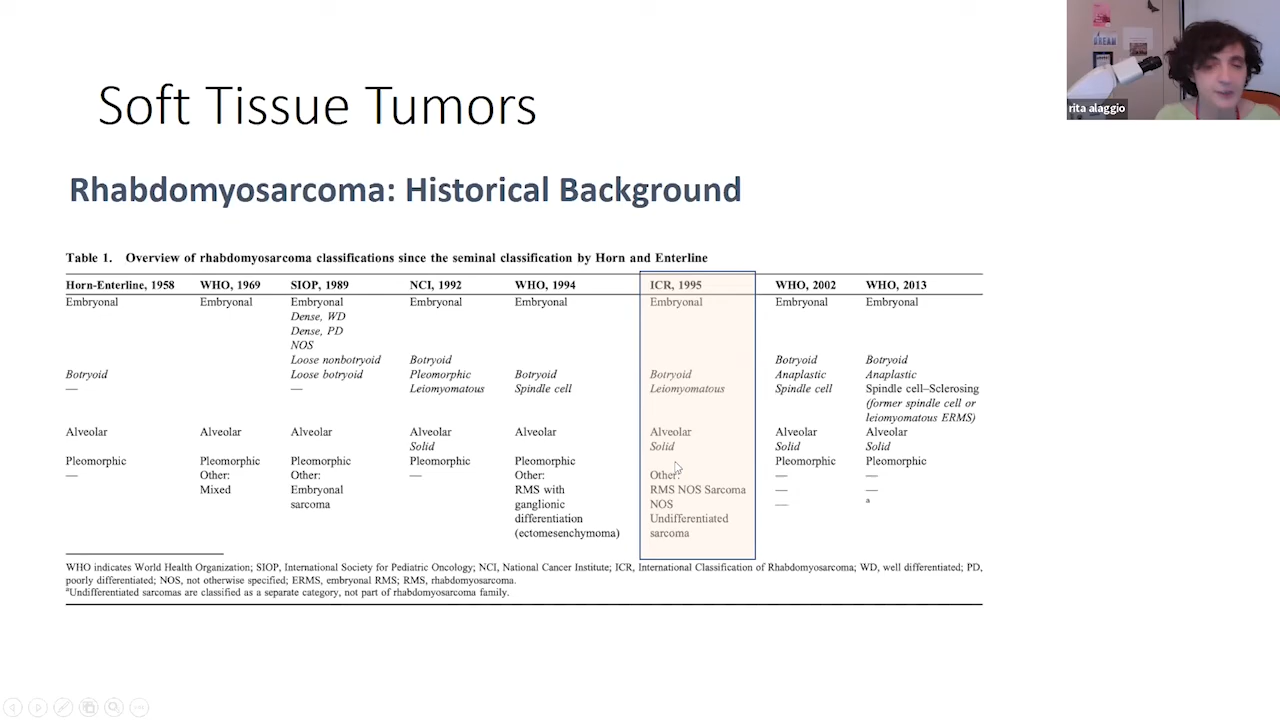 Soft Tissue Tumors
DREAM
rita alaggio
Rhabdomyosarcoma: Historical Background
Table 1. Overview of rhabdomyosarcoma classifications since the seminal classification by Horn and Enterline
Horn-Enterline, 1958 WHO, 1969 SIOP, 1989 NCI, 1992 WHO, 1994 ICR, 1995 WHO, 2002 WHO, 2013
Embryonal Embryonal Embryonal Embryonal Embryonal Embryonal Embryonal Embryonal
Dense, WD
Dense, PD
NOS
Loose nonbotryoid Botryoid Botryoid Botryoid
Botryoid Loose botryoid Pleomorphic Botryoid Botryoid Anaplastic Anaplastic
— — Leiomyomatous Spindle cell Leiomyomatous Spindle cell Spindle cell–Sclerosing
(former spindle cell or
leiomyomatous ERMS)
Alveolar Alveolar Alveolar Alveolar Alveolar Alveolar Alveolar Alveolar
Solid Solid Solid Solid
Pleomorphic Pleomorphic Pleomorphic Pleomorphic Pleomorphic Pleomorphic Pleomorphic
— Other: Other: — Other: Other: — —
Mixed Embryonal RMS with RMS NOS Sarcoma — —
sarcoma ganglionic NOS — a
differentiation Undifferentiated
(ectomesenchymoma) sarcoma
WHO indicates World Health Organization; SIOP, International Society for Pediatric Oncology; NCI, National Cancer Institute; ICR, International Classification of Rhabdomyosarcoma; WD, well differentiated; PD,
poorly differentiated; NOS, not otherwise specified; ERMS, embryonal RMS; RMS, rhabdomyosarcoma.
aUndifferentiated sarcomas are classified as a separate category, not part of rhabdomyosarcoma family.